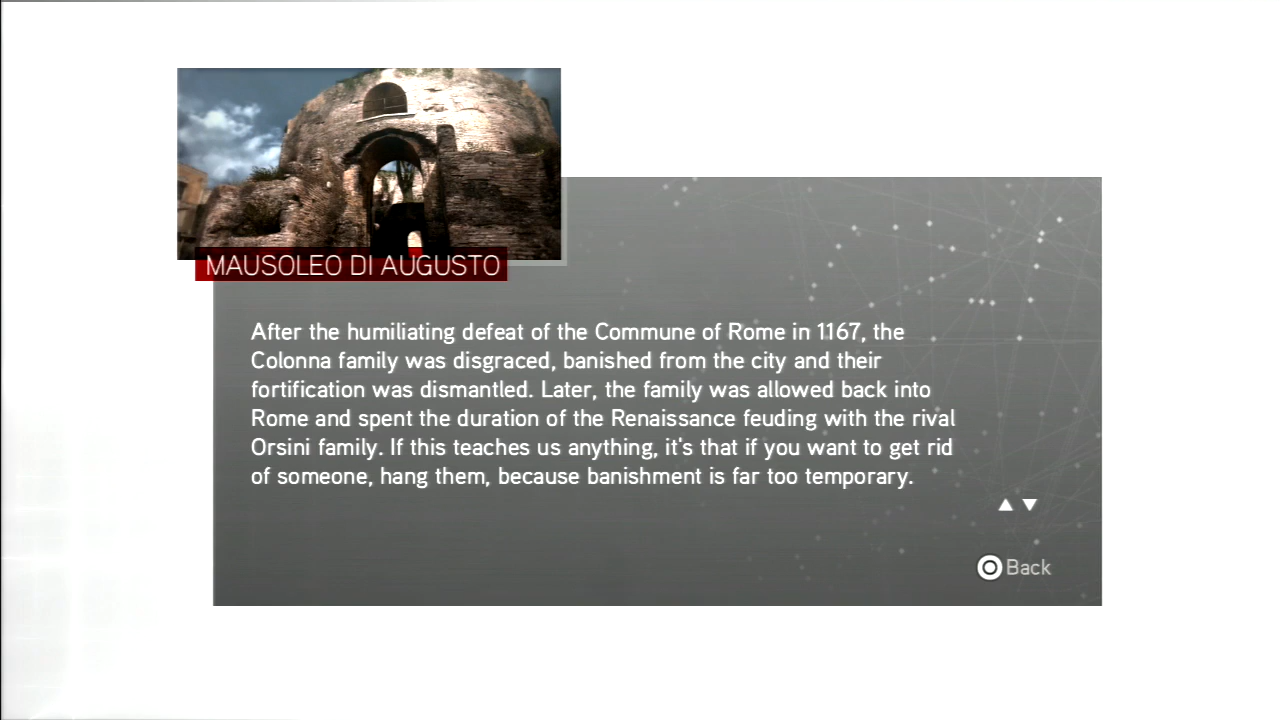 MAUSOLEO DI AUGUSTO
After the humiliating defeat of the Commune of Rome in 1167, the
Colonna family was disgraced, banished from the city and their
fortification was dismantled. Later, the family was allowed back into
Rome and spent the duration of the Renaissance feuding with the rival
Orsini family. If this teaches us anything, it's that if you want to get rid
of someone, hang them, because banishment is far too temporary.
Back